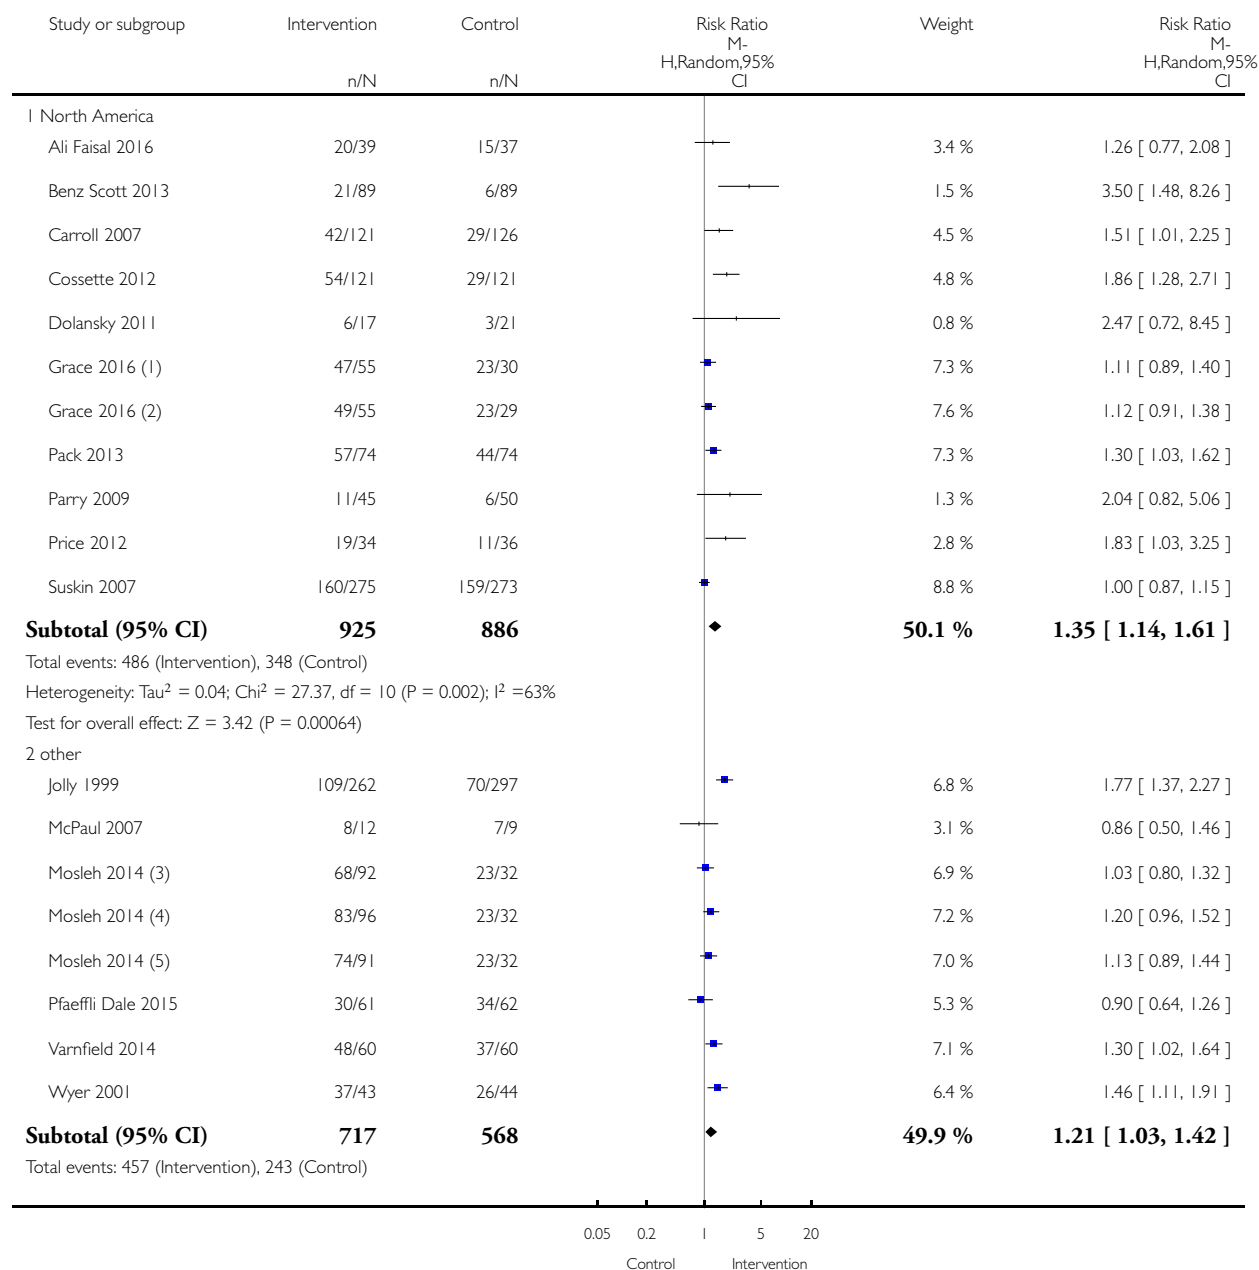 Study or subgroup Intervention Control Risk Ratio Weight Risk Ratio
M- M-
H,Random,95% H,Random,95%
n/N n/N CI CI
1 North America
Ali Faisal 2016 20/39 15/37 3.4 % 1.26 [ 0.77, 2.08 ]
Benz Scott 2013 21/89 6/89 1.5 % 3.50 [ 1.48, 8.26 ]
Carroll 2007 42/121 29/126 4.5 % 1.51 [ 1.01, 2.25 ]
Cossette 2012 54/121 29/121 4.8 % 1.86 [ 1.28, 2.71 ]
Dolansky 2011 6/17 3/21 0.8 % 2.47 [ 0.72, 8.45 ]
Grace 2016 (1) 47/55 23/30 7.3 % 1.11 [ 0.89, 1.40 ]
Grace 2016 (2) 49/55 23/29 7.6 % 1.12 [ 0.91, 1.38 ]
Pack 2013 57/74 44/74 7.3 % 1.30 [ 1.03, 1.62 ]
Parry 2009 11/45 6/50 1.3 % 2.04 [ 0.82, 5.06 ]
Price 2012 19/34 11/36 2.8 % 1.83 [ 1.03, 3.25 ]
Suskin 2007 160/275 159/273 8.8 % 1.00 [ 0.87, 1.15 ]
Subtotal (95% CI) 925 886 50.1 % 1.35 [ 1.14, 1.61 ]
Total events: 486 (Intervention), 348 (Control)
Heterogeneity: Tau² = 0.04; Chi² = 27.37, df = 10 (P = 0.002); I² =63%
Test for overall effect: Z = 3.42 (P = 0.00064)
2 other
Jolly 1999 109/262 70/297 6.8 % 1.77 [ 1.37, 2.27 ]
McPaul 2007 8/12 7/9 3.1 % 0.86 [ 0.50, 1.46 ]
Mosleh 2014 (3) 68/92 23/32 6.9 % 1.03 [ 0.80, 1.32 ]
Mosleh 2014 (4) 83/96 23/32 7.2 % 1.20 [ 0.96, 1.52 ]
Mosleh 2014 (5) 74/91 23/32 7.0 % 1.13 [ 0.89, 1.44 ]
Pfaeffli Dale 2015 30/61 34/62 5.3 % 0.90 [ 0.64, 1.26 ]
Varnfield 2014 48/60 37/60 7.1 % 1.30 [ 1.02, 1.64 ]
Wyer 2001 37/43 26/44 6.4 % 1.46 [ 1.11, 1.91 ]
Subtotal (95% CI) 717 568 49.9 % 1.21 [ 1.03, 1.42 ]
Total events: 457 (Intervention), 243 (Control)
0.05 0.2 1 5 20
Control Intervention